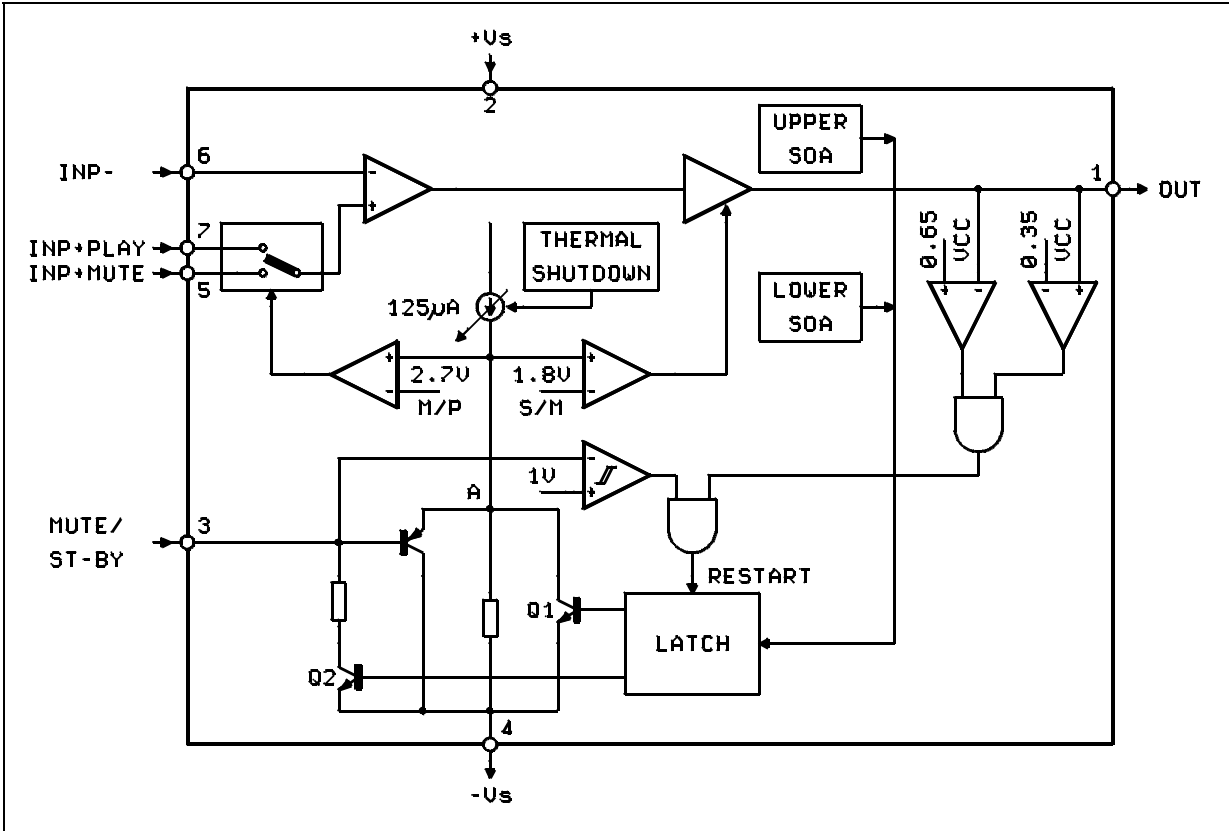 +Vs
2
UPPER
SOA
6
INP-
-
+
1
OUT
7
INP+PLAY
INP+MUTE
5
THERMAL
SHUTDOWN
0.65
VCC
0.35
VCC
+ -
- +
125µA
LOWER
SOA
+
2.7V
-
M/P
+
1.8V
-
S/M
-
1V
+
A
MUTE/
ST-BY
3
RESTART
Q1
LATCH
Q2
4
-Vs